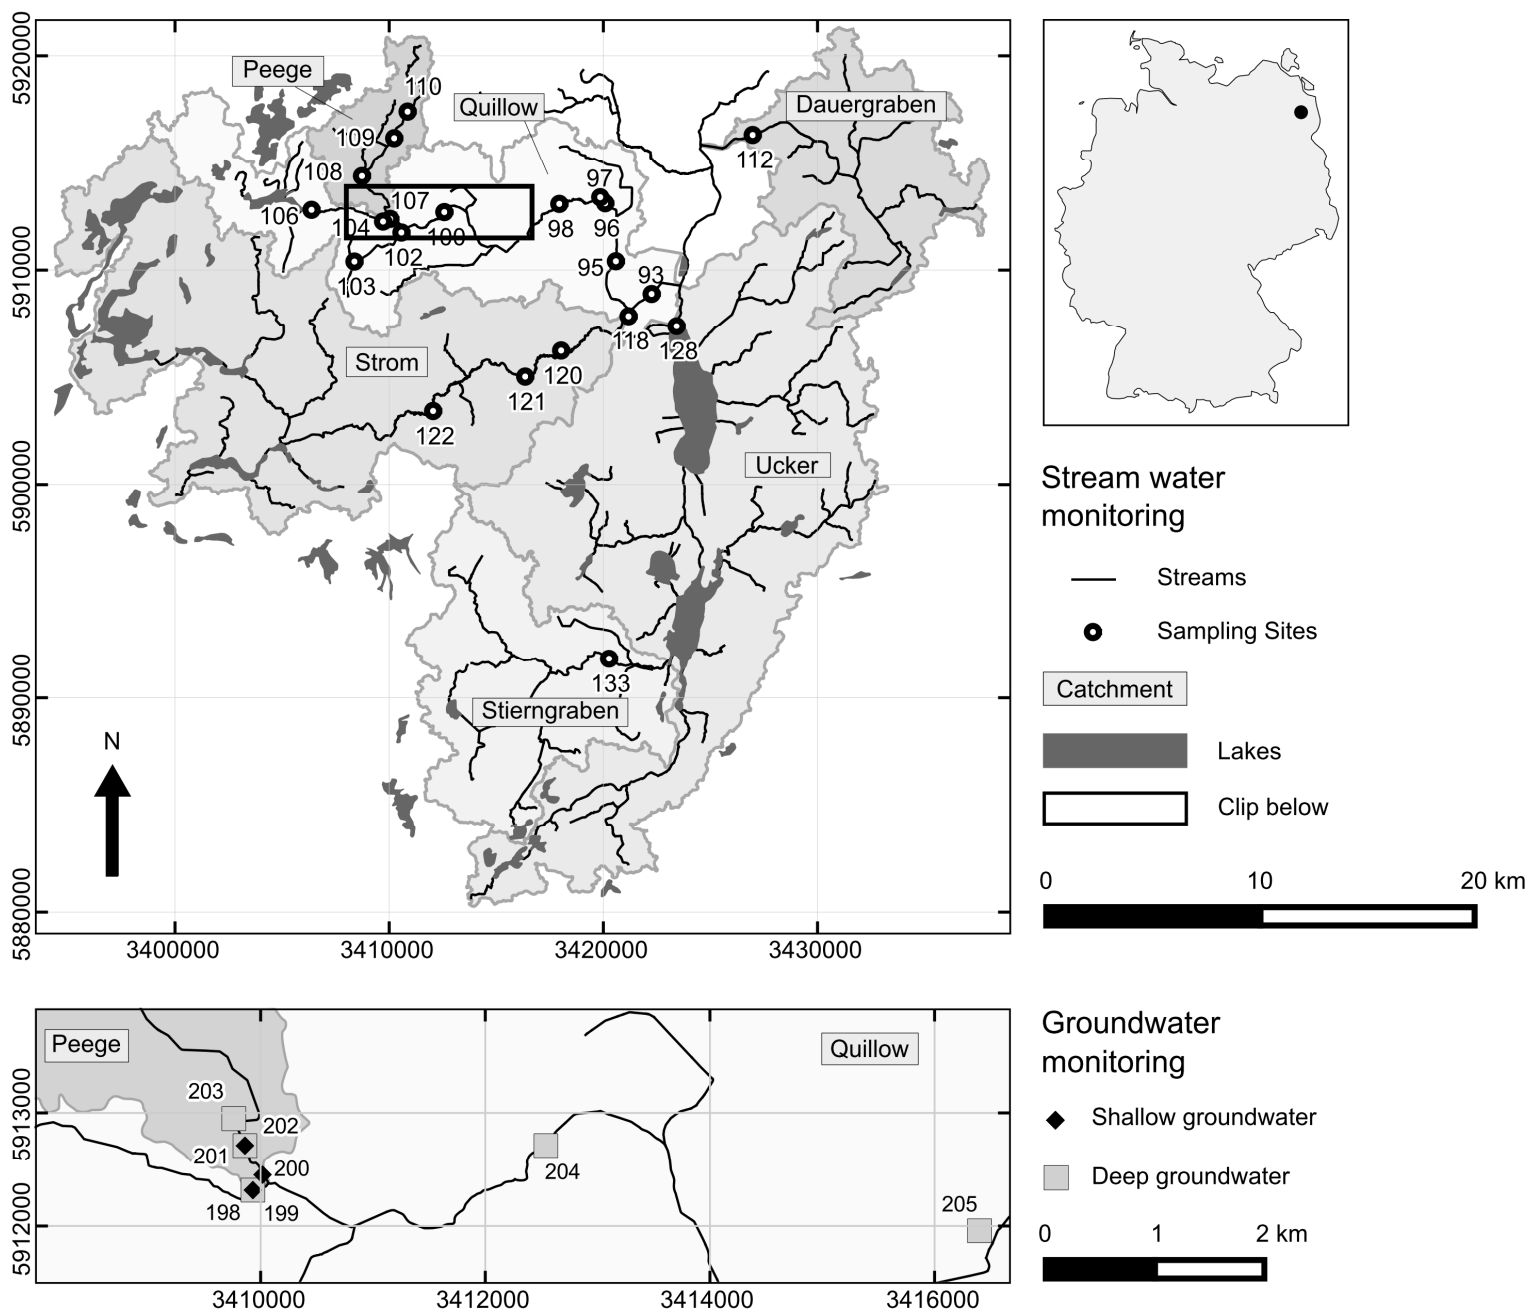 5920000
5910000
5900000
5890000
5880000
Peege
110
Quillow
Dauergraben
109
112
108
97
107
106
104
100
98
96
102
95
93
103
118
128
Strom
120
121
122
Ucker
133
Stierngraben
N
3400000
3410000
3420000
3430000
Stream water
monitoring
Streams
Sampling Sites
Catchment
Lakes
Clip below
0 10 20 km
Peege
Quillow
5913000
5912000
203
202
201
200
198
199
204
205
3410000
3412000
3414000
3416000
Groundwater
monitoring
Shallow groundwater
Deep groundwater
0 1 2 km